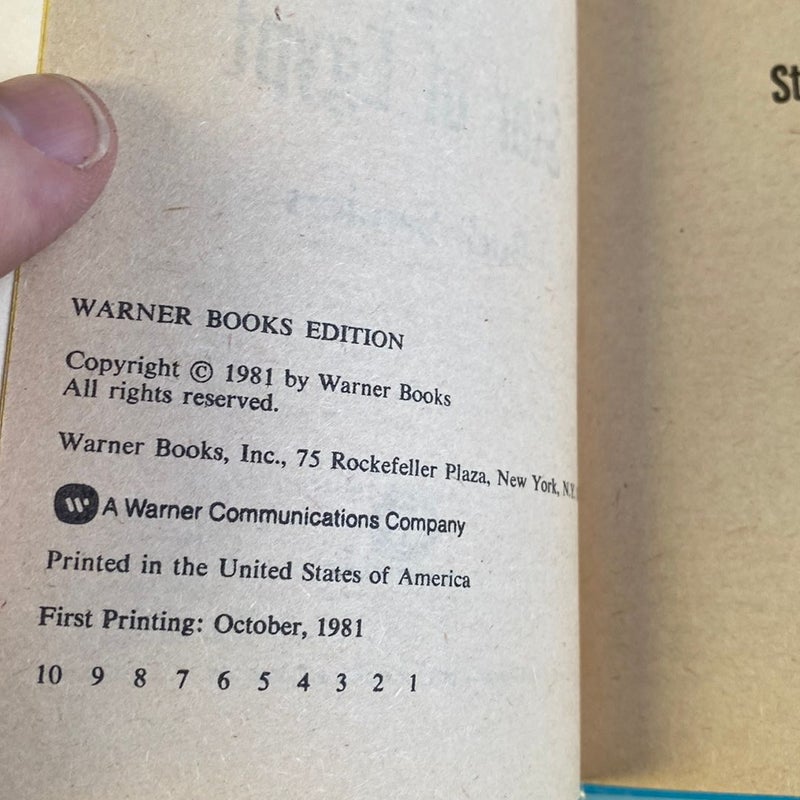 WARNER BOOKS EDITION
Copyright © 1981 by Warner Books
All rights reserved.
Warner Books, Inc., 75 Rockefeller Plaza, New York, N.Y.
A Warner Communications Company
Printed in the United States of America
First Printing: October, 1981
10 9 8 7 6 5 4 3 2 1
St